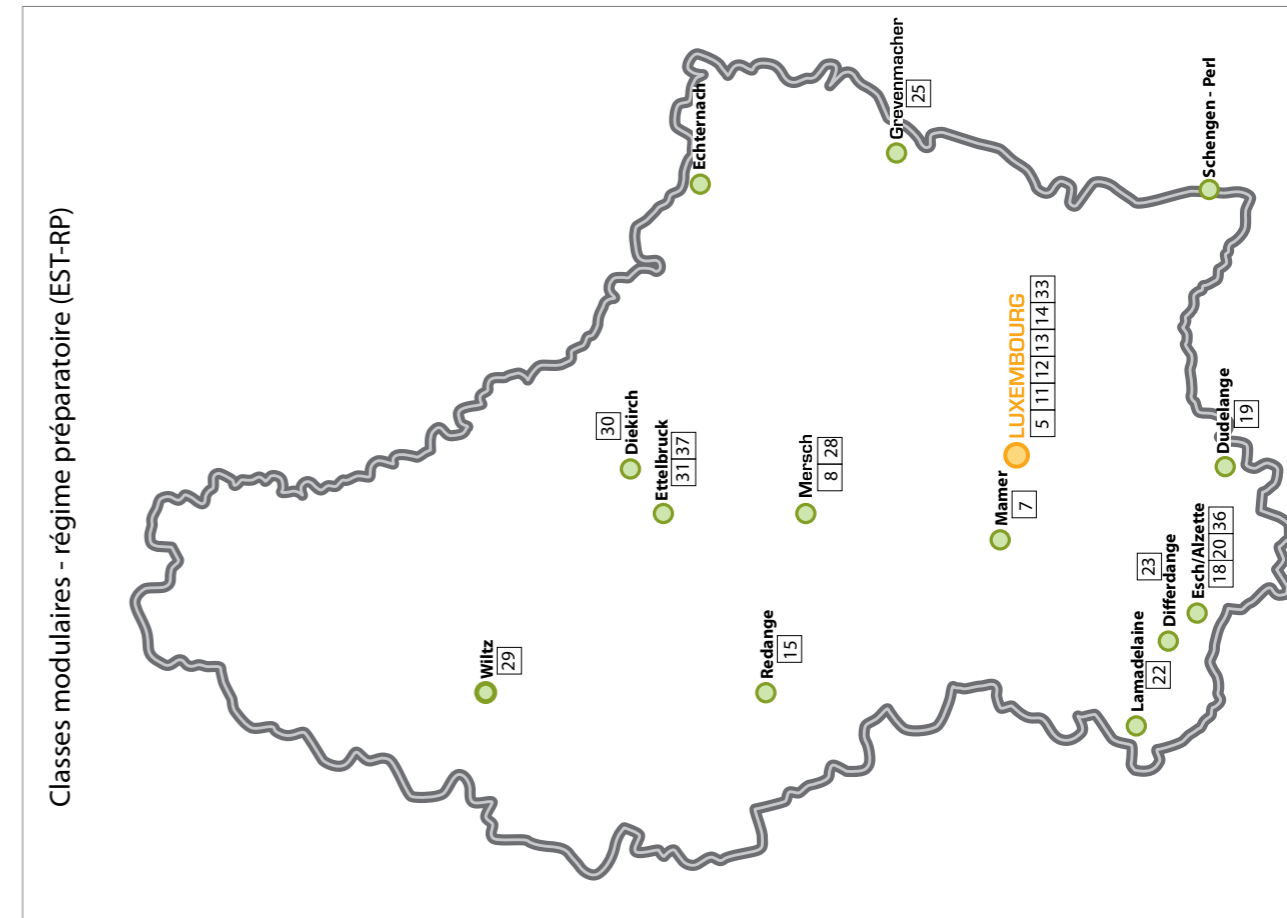 Classes modulaires - régime préparatoire (EST-RP)
Wiltz
29
30
Diekirch
Ettelbruck
31 37
Echternach
Redange
15
Mersch
8 28
Grevenmacher
25
Mamer
7
LUXEMBOURG
5 11 12 13 14 33
Lamadelaine
22
23
Differdange
Esch/Alzette
18 20 36
Dudelange
19
Schengen - Perl